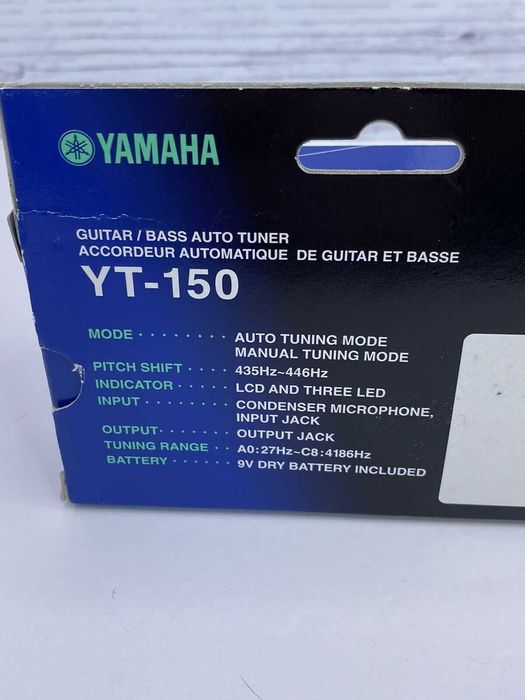 YAMAHA
GUITAR / BASS AUTO TUNER
ACCORDEUR AUTOMATIQUE DE GUITAR ET BASSE
YT-150
MODE ········ AUTO TUNING MODE
MANUAL TUNING MODE
PITCH SHIFT ···· 435Hz~446Hz
INDICATOR ····· LCD AND THREE LED
INPUT ········ CONDENSER MICROPHONE,
INPUT JACK
OUTPUT ······ OUTPUT JACK
TUNING RANGE ·· A0:27Hz~C8:4186Hz
BATTERY ······ 9V DRY BATTERY INCLUDED